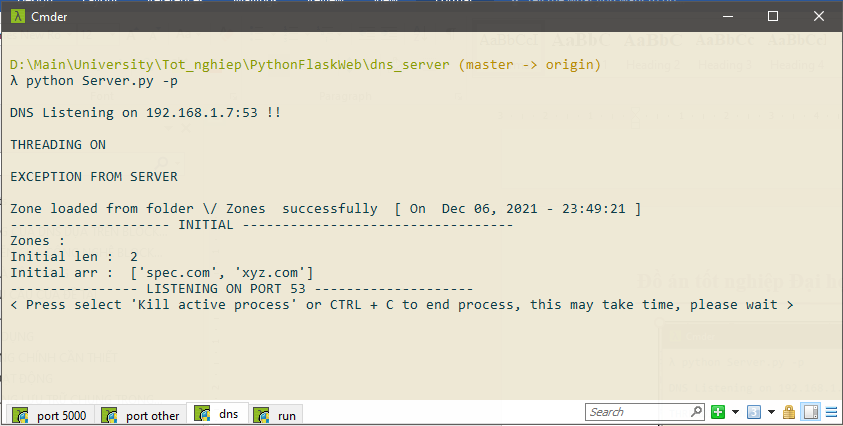 Cmder
D:\Main\University\Tot_nghiep\PythonFlaskWeb\dns_server (master -> origin)
λ python Server.py -p
DNS Listening on 192.168.1.7:53 !!
THREADING ON
EXCEPTION FROM SERVER
Zone loaded from folder \/ Zones  successfully  [ On  Dec 06, 2021 - 23:49:21 ]
-------------------- INITIAL ----------------------------------
Zones :
Initial len :  2
Initial arr :  ['spec.com', 'xyz.com']
---------------- LISTENING ON PORT 53 --------------------
< Press select 'Kill active process' or CTRL + C to end process, this may take time, please wait >
port 5000 port other dns run Search